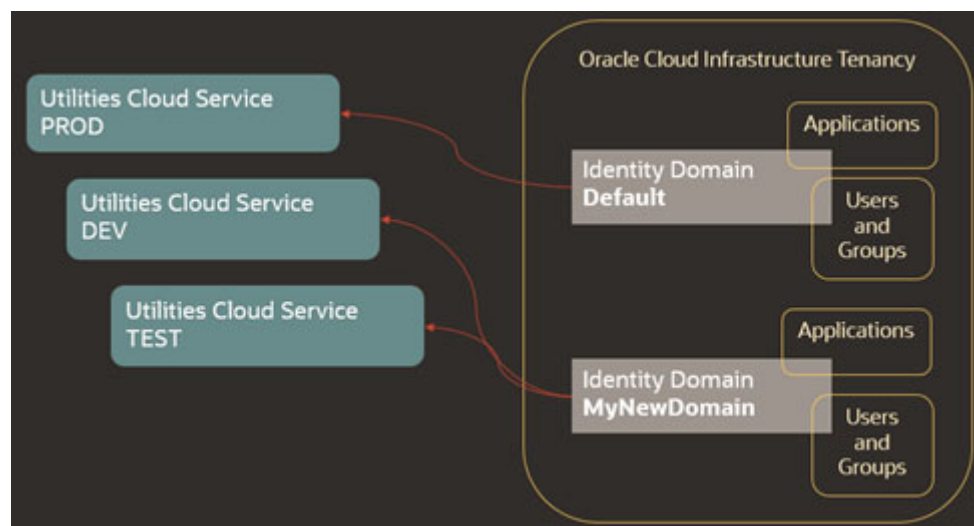 Oracle Cloud Infrastructure Tenancy
Utilities Cloud Service
PROD
Utilities Cloud Service
DEV
Utilities Cloud Service
TEST
Applications
Identity Domain
Default
Users
and
Groups
Applications
Identity Domain
MyNewDomain
Users
and
Groups